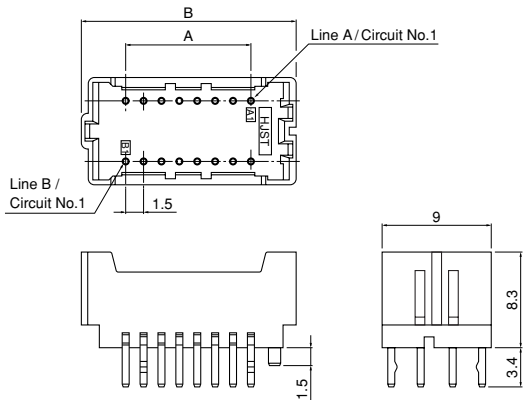 B
A
Line A / Circuit No.1
A1
HJST
B1
Line B /
Circuit No.1
1.5
9
8.3
3.4
1.5